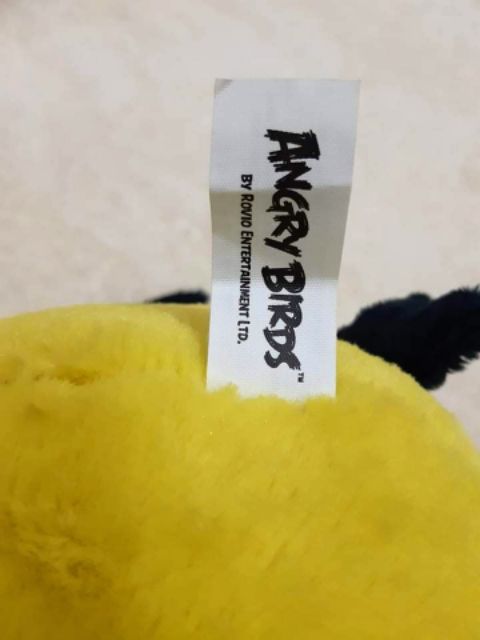 ANGRY BIRDS™
BY ROVIO ENTERTAINMENT LTD.